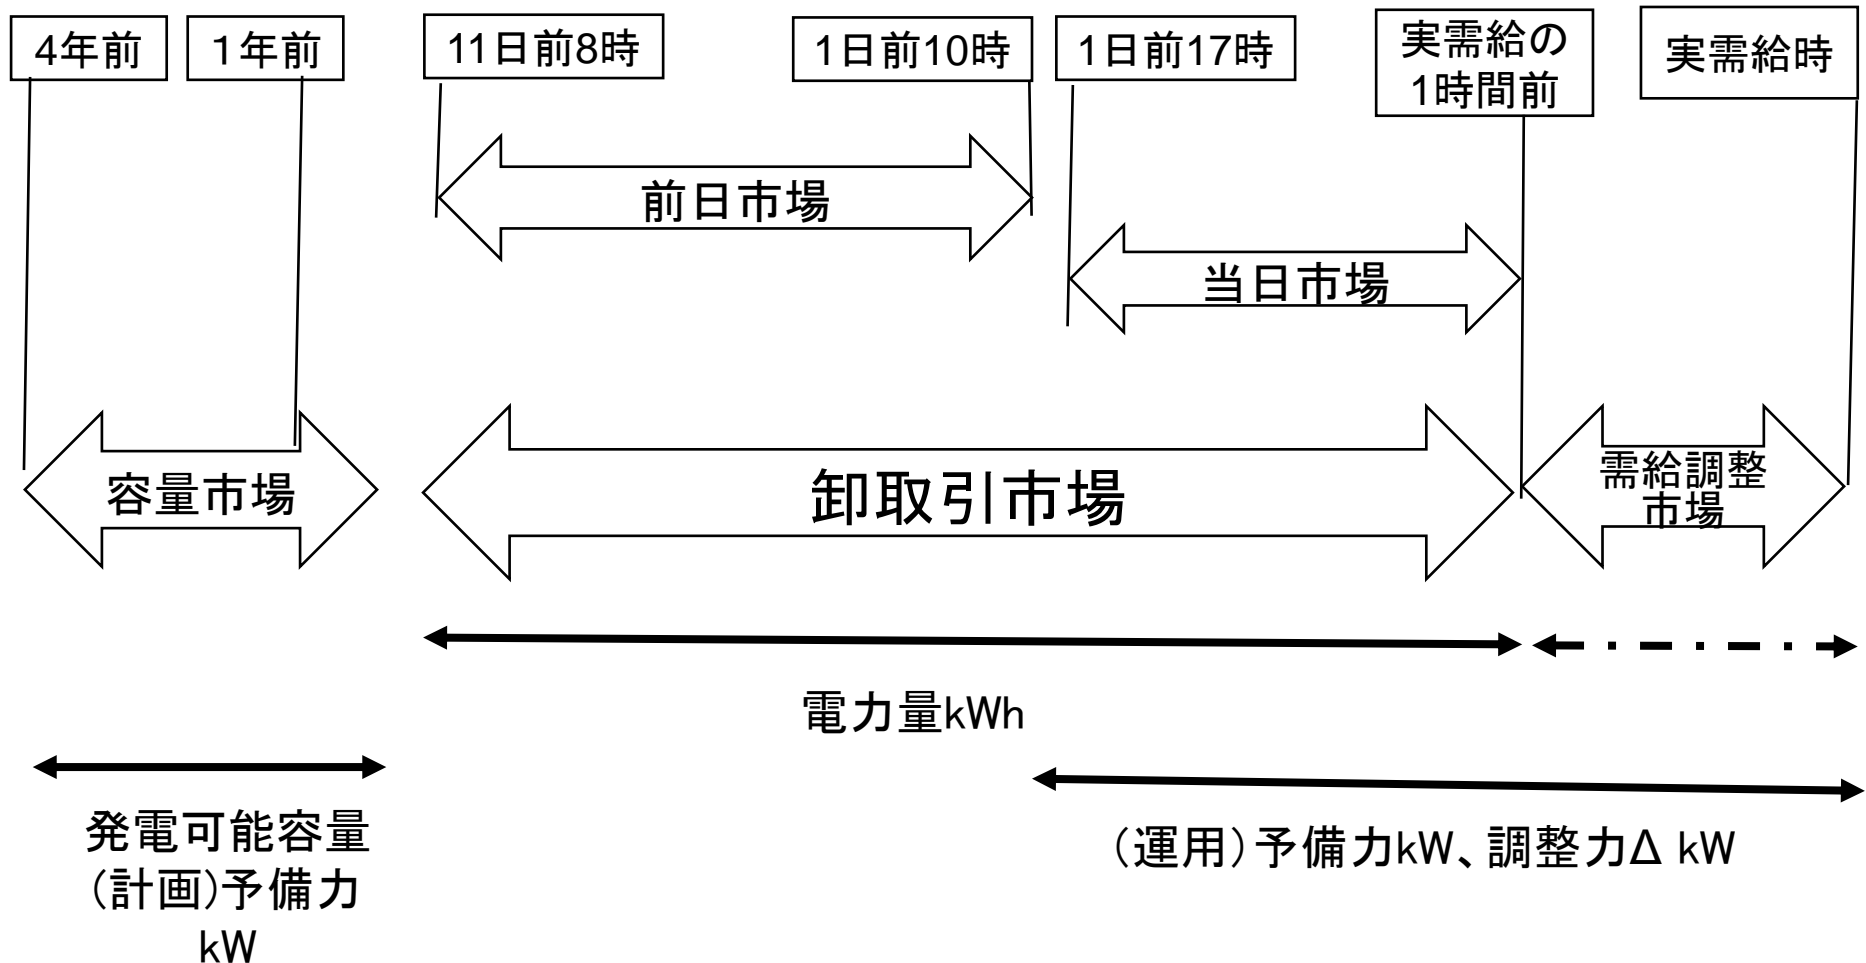 4年前
１年前
11日前8時
1日前10時
1日前17時
実需給の
1時間前
実需給時
前日市場
当日市場
容量市場
卸取引市場
需給調整
市場
電力量kWh
発電可能容量
（計画）予備力
kW
（運用）予備力kW、調整力Δ kW